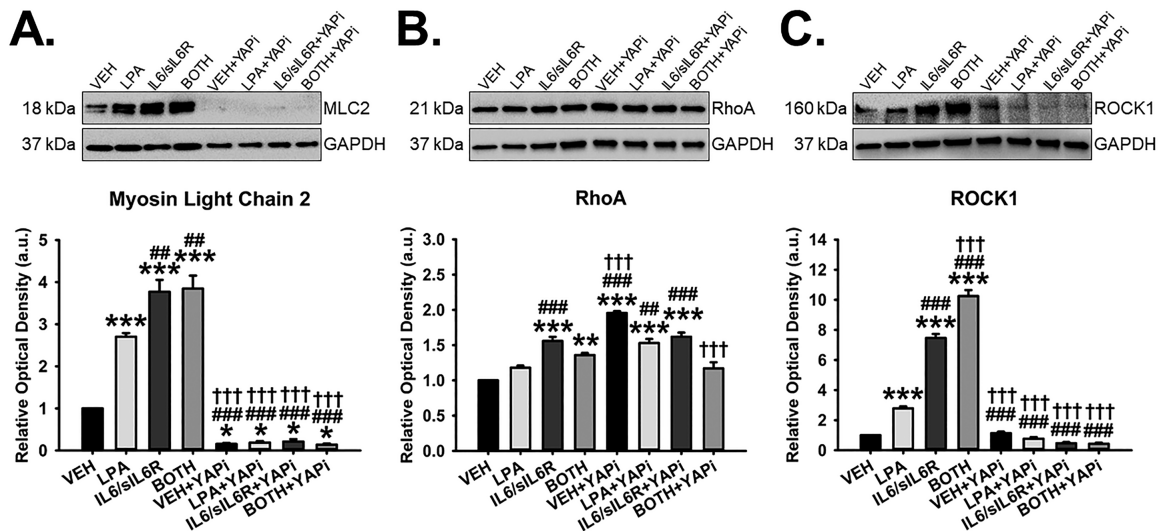 A.
VEH
LPA
IL6/sIL6R
BOTH
VEH+YAPi
LPA+YAPi
IL6/sIL6R+YAPi
BOTH+YAPi
18 kDa
MLC2
37 kDa
GAPDH
Myosin Light Chain 2
Relative Optical Density (a.u.)
5
4
3
2
1
0
***
##
***
##
***
†††
###
*
†††
###
*
†††
###
*
†††
###
*
VEH
LPA
IL6/sIL6R
BOTH
VEH+YAPi
LPA+YAPi
IL6/sIL6R+YAPi
BOTH+YAPi
B.
VEH
LPA
IL6/sIL6R
BOTH
VEH+YAPi
LPA+YAPi
IL6/sIL6R+YAPi
BOTH+YAPi
21 kDa
RhoA
37 kDa
GAPDH
RhoA
Relative Optical Density (a.u.)
3.0
2.5
2.0
1.5
1.0
0.5
0.0
###
***
**
†††
###
***
##
***
###
***
†††
VEH
LPA
IL6/sIL6R
BOTH
VEH+YAPi
LPA+YAPi
IL6/sIL6R+YAPi
BOTH+YAPi
C.
VEH
LPA
IL6/sIL6R
BOTH
VEH+YAPi
LPA+YAPi
IL6/sIL6R+YAPi
BOTH+YAPi
160 kDa
ROCK1
37 kDa
GAPDH
ROCK1
Relative Optical Density (a.u.)
14
12
10
8
6
4
2
0
***
###
***
†††
###
***
†††
###
†††
###
†††
###
†††
###
VEH
LPA
IL6/sIL6R
BOTH
VEH+YAPi
LPA+YAPi
IL6/sIL6R+YAPi
BOTH+YAPi